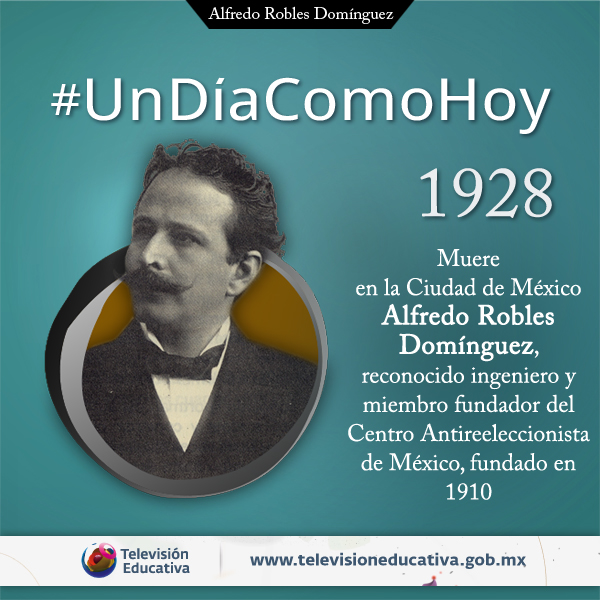 Alfredo Robles Domínguez
#UnDíaComoHoy
1928
Muere
en la Ciudad de México
Alfredo Robles
Domínguez,
reconocido ingeniero y
miembro fundador del
Centro Antireeleccionista
de México, fundado en
1910
Televisión
Educativa
www.televisioneducativa.gob.mx